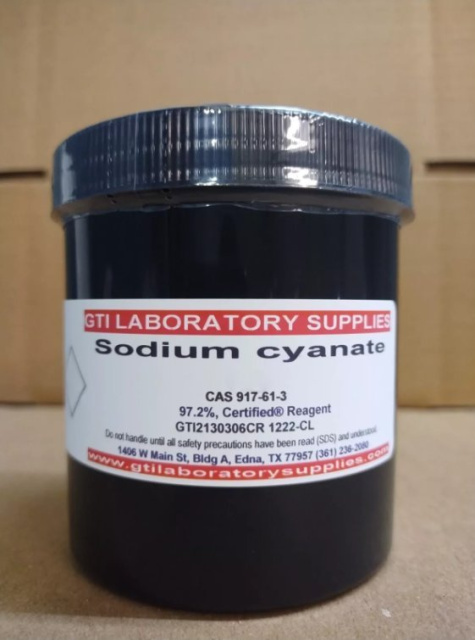 GTI LABORATORY SUPPLIES
Sodium cyanate
CAS 917-61-3
97.2%, Certified® Reagent
GTI2130306CR 1222-CL
Do not handle until all safety precautions have been read (SDS) and understood.
1406 W Main St, Bldg A, Edna, TX 77957 (361) 236-2080
www.gtilaboratorysupplies.com